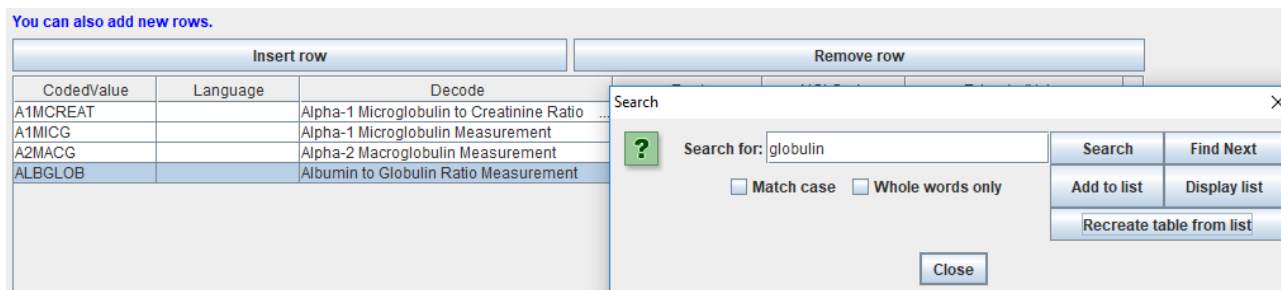 You can also add new rows.
Insert row Remove row
CodedValue Language Decode
A1MCREAT Alpha-1 Microglobulin to Creatinine Ratio ...
A1MICG Alpha-1 Microglobulin Measurement
A2MACG Alpha-2 Macroglobulin Measurement
ALBGLOB Albumin to Globulin Ratio Measurement
Search
? Search for: globulin Search Find Next
Match case Whole words only Add to list Display list
Recreate table from list
Close